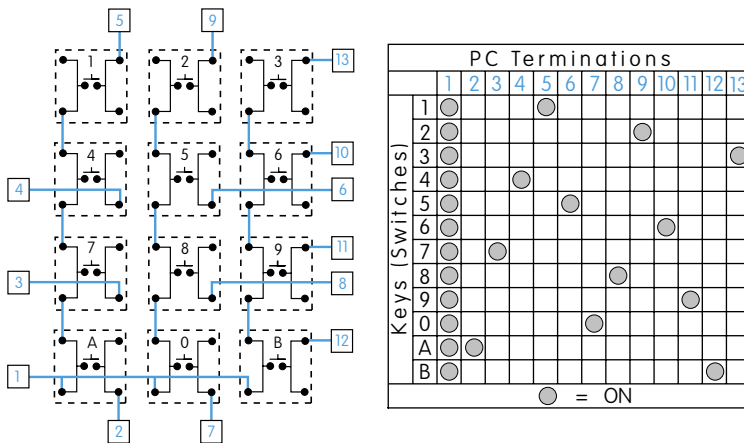 5 9
1 2 3 13
4 5 6 10
4 6
7 8 9 11
3 8
A 0 B 12
1
2 7
PC Terminations
1 2 3 4 5 6 7 8 9 10 11 12 13
Keys (Switches)
1
2
3
4
5
6
7
8
9
0
A
B
= ON